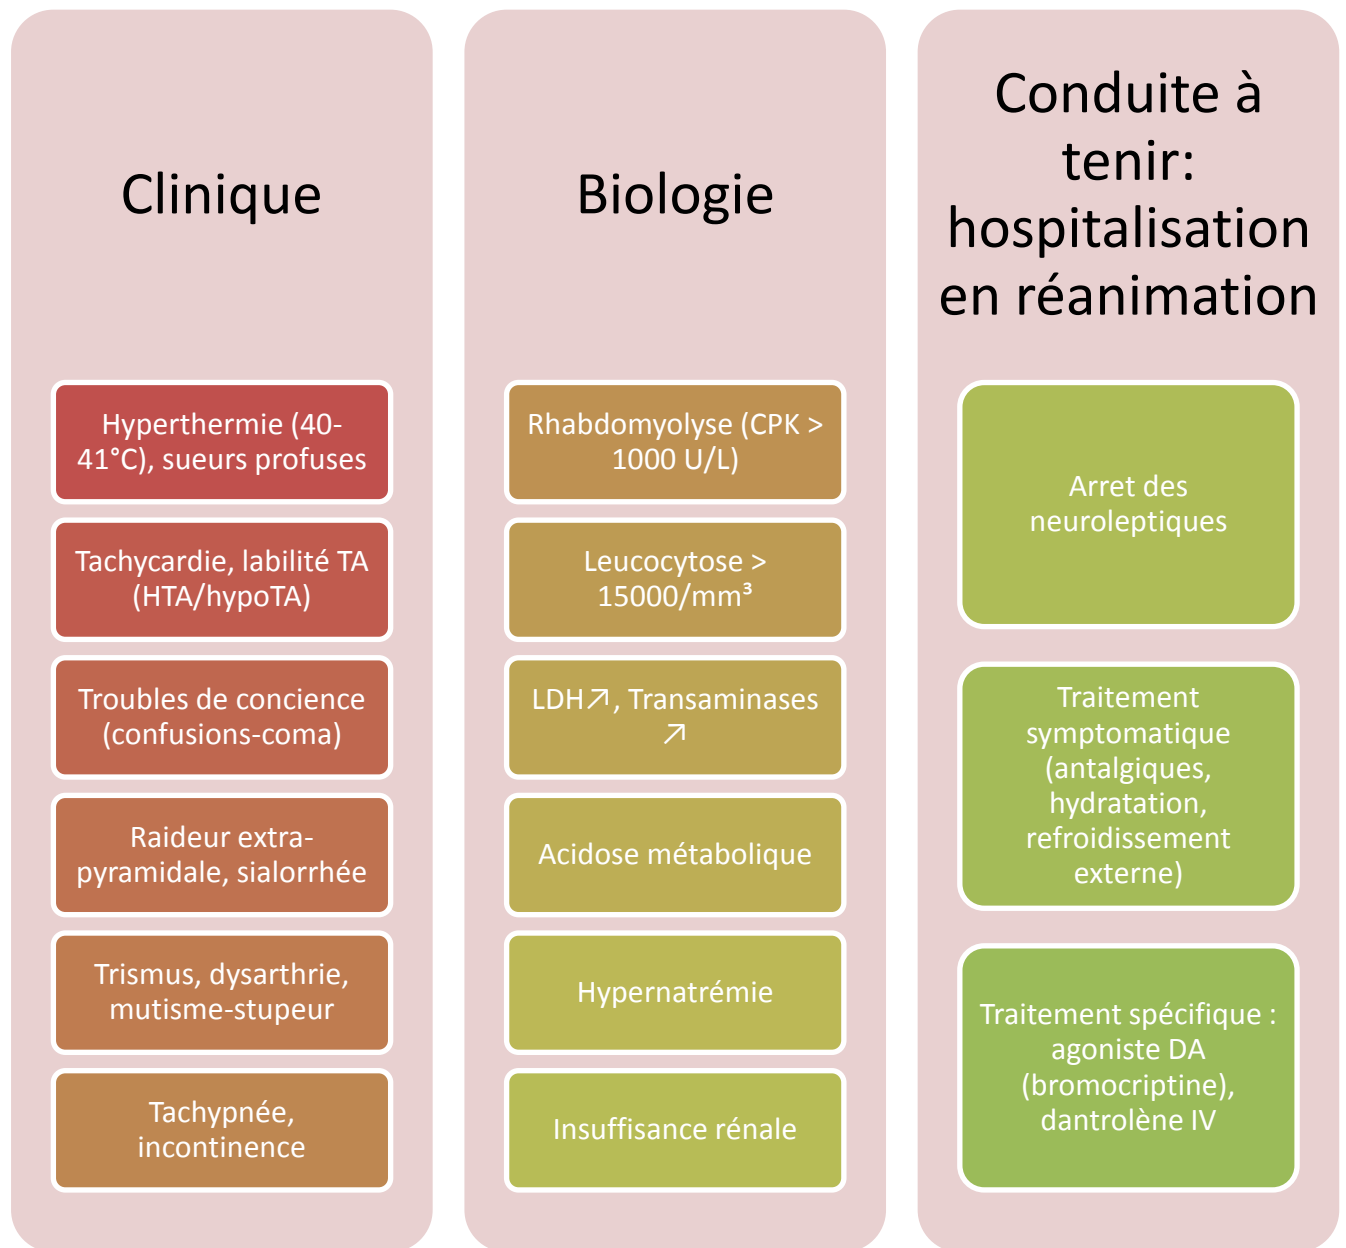 Clinique
Hyperthermie (40-
41°C), sueurs profuses
Tachycardie, labilité TA
(HTA/hypoTA)
Troubles de concience
(confusions-coma)
Raideur extra-
pyramidale, sialorrhée
Trismus, dysarthrie,
mutisme-stupeur
Tachypnée,
incontinence
Biologie
Rhabdomyolyse (CPK >
1000 U/L)
Leucocytose >
15000/mm³
LDH↗, Transaminases
↗
Acidose métabolique
Hypernatrémie
Insuffisance rénale
Conduite à
tenir:
hospitalisation
en réanimation
Arret des
neuroleptiques
Traitement
symptomatique
(antalgiques,
hydratation,
refroidissement
externe)
Traitement spécifique :
agoniste DA
(bromocriptine),
dantrolène IV